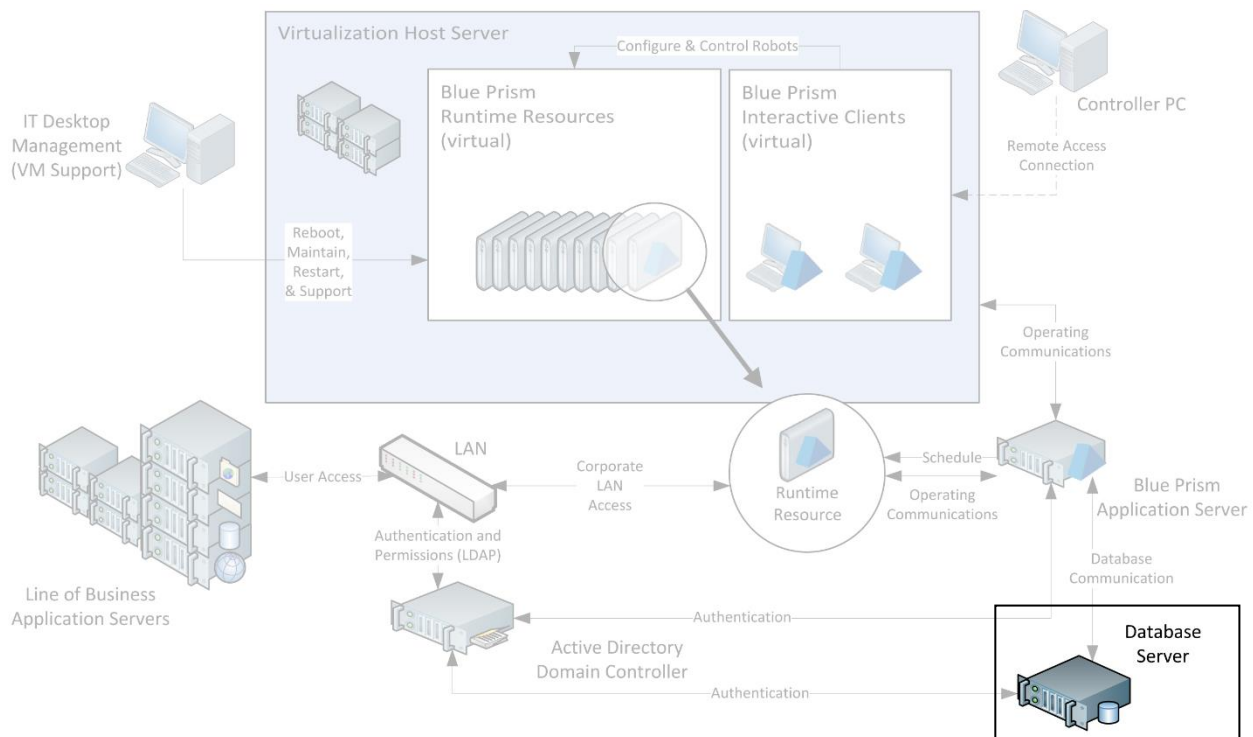 Virtualization Host Server
Configure & Control Robots
Blue Prism
Runtime Resources
(virtual)
Blue Prism
Interactive Clients
(virtual)
Controller PC
IT Desktop
Management
(VM Support)
Remote Access
Connection
Reboot,
Maintain,
Restart,
& Support
Operating
Communications
LAN
User Access
Corporate
LAN
Access
Schedule
Operating
Communications
Runtime
Resource
Blue Prism
Application Server
Authentication and
Permissions (LDAP)
Database
Communication
Line of Business
Application Servers
Authentication
Active Directory
Domain Controller
Database
Server
Authentication